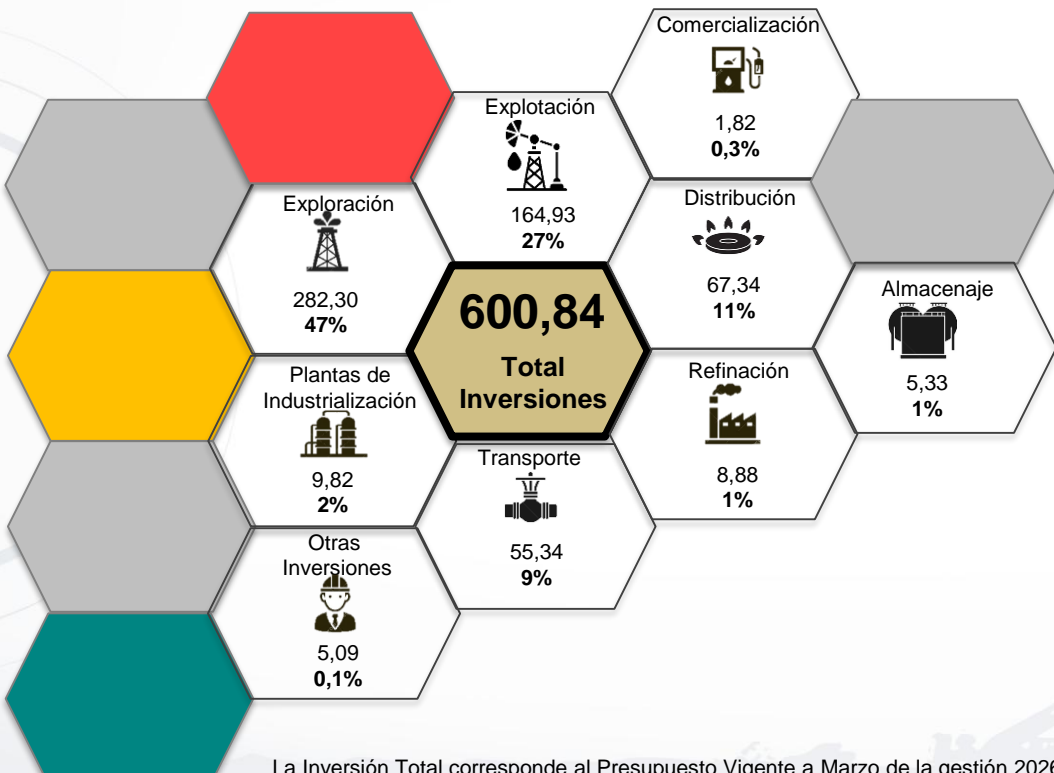 Comercialización
1,82
0,3%
Explotación
164,93
27%
Exploración
282,30
47%
Distribución
67,34
11%
Almacenaje
5,33
1%
600,84
Total
Inversiones
Plantas de
Industrialización
9,82
2%
Refinación
8,88
1%
Transporte
55,34
9%
Otras
Inversiones
5,09
0,1%
La Inversión Total corresponde al Presupuesto Vigente a Marzo de la gestión 2026